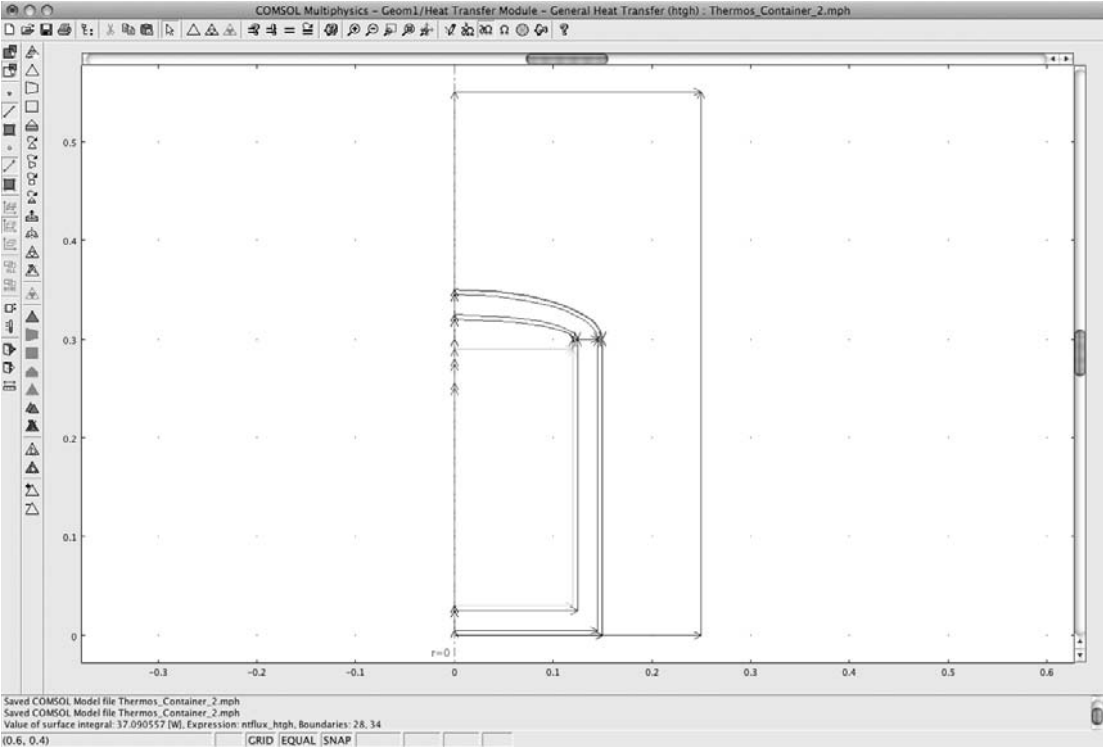 COMSOL Multiphysics – Geom1/Heat Transfer Module – General Heat Transfer (htgh) : Thermos_Container_2.mph
0.5
0.4
0.3
0.2
0.1
0
r=0
-0.3 -0.2 -0.1 0 0.1 0.2 0.3 0.4 0.5 0.6
Saved COMSOL Model file Thermos_Container_2.mph
Saved COMSOL Model file Thermos_Container_2.mph
Value of surface integral: 37.090557 [W], Expression: ntflux_htgh, Boundaries: 28, 34
(0.6, 0.4) GRID EQUAL SNAP